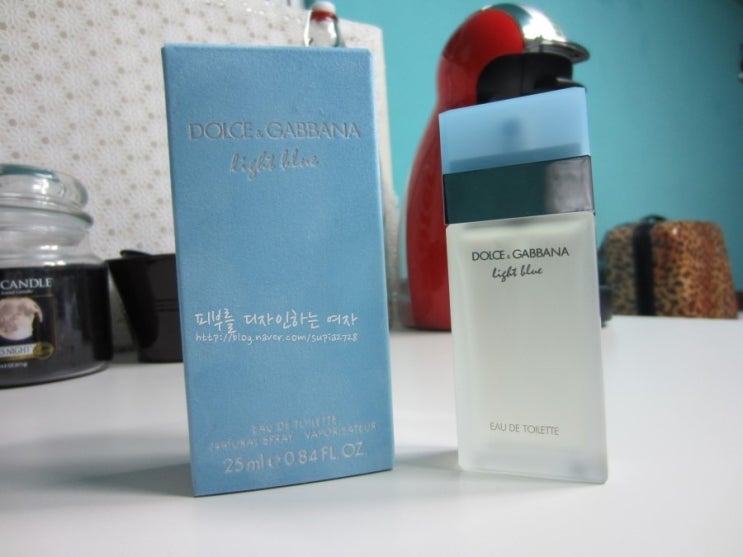 DOLCE & GABBANA
light blue
피부를 디자인하는 여자
http://blog.naver.com/supia2728
EAU DE TOILETTE
NATURAL SPRAY VAPORISATEUR
25 ml e 0.84 FL. OZ.
DOLCE & GABBANA
light blue
EAU DE TOILETTE
CANDLE
NIGHT